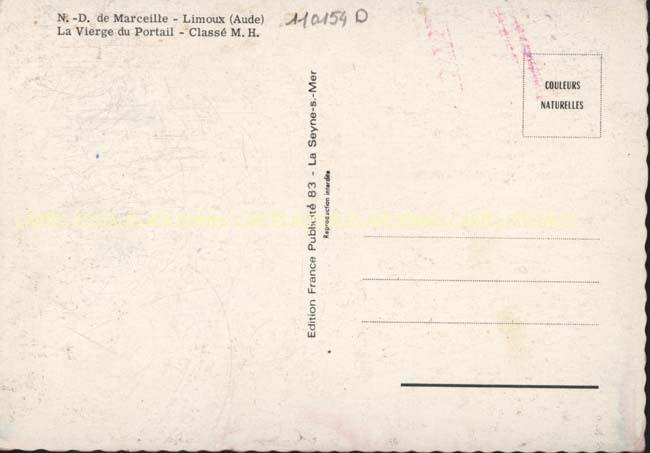 N. -D. de Marceille - Limoux (Aude)
La Vierge du Portail - Classé M. H.
110154 D
COULEURS
NATURELLES
Edition France Publicité 83 - La Seyne-s.-Mer
Reproduction interdite